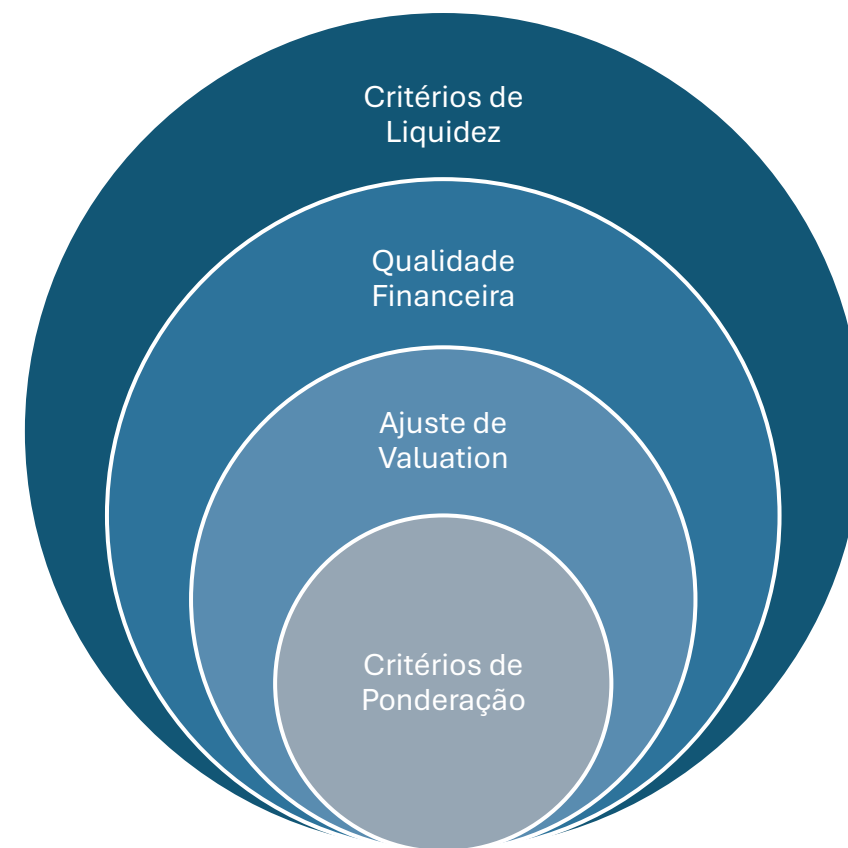 Critérios de
Liquidez
Qualidade
Financeira
Ajuste de
Valuation
Critérios de
Ponderação